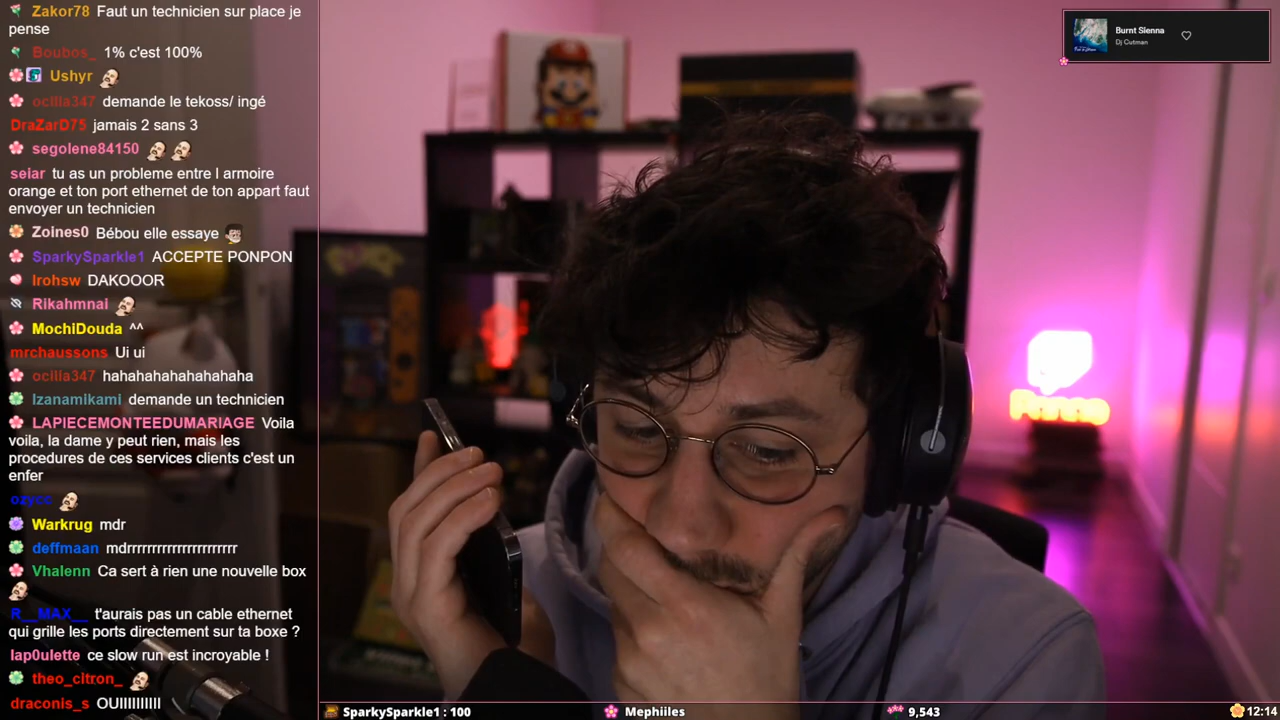 Zakor78 Faut un technicien sur place je
pense
Boubos_ 1% c'est 100%
Ushyr
ocilia347 demande le tekoss/ ingé
DraZarD75 jamais 2 sans 3
segolene84150
seiar tu as un probleme entre l armoire
orange et ton port ethernet de ton appart faut
envoyer un technicien
Zoines0 Bébou elle essaye
SparkySparkle1 ACCEPTE PONPON
Irohsw DAKOOOR
Rikahmnai
MochiDouda ^^
mrchaussons Ui ui
ocilia347 hahahahahahahahaha
Izanamikami demande un technicien
LAPIECEMONTEEDUMARIAGE Voila
voila, la dame y peut rien, mais les
procedures de ces services clients c'est un
enfer
ozycc
Warkrug mdr
deffmaan mdrrrrrrrrrrrrrrrrrrrrr
Vhalenn Ca sert à rien une nouvelle box
R__MAX__ t'aurais pas un cable ethernet
qui grille les ports directement sur ta boxe ?
lap0ulette ce slow run est incroyable !
theo_citron_
draconis_s OUIIIIIIIIII
Burnt Sienna
Dj Cutman
SparkySparkle1 : 100
Mephiiles
9,543
12:14